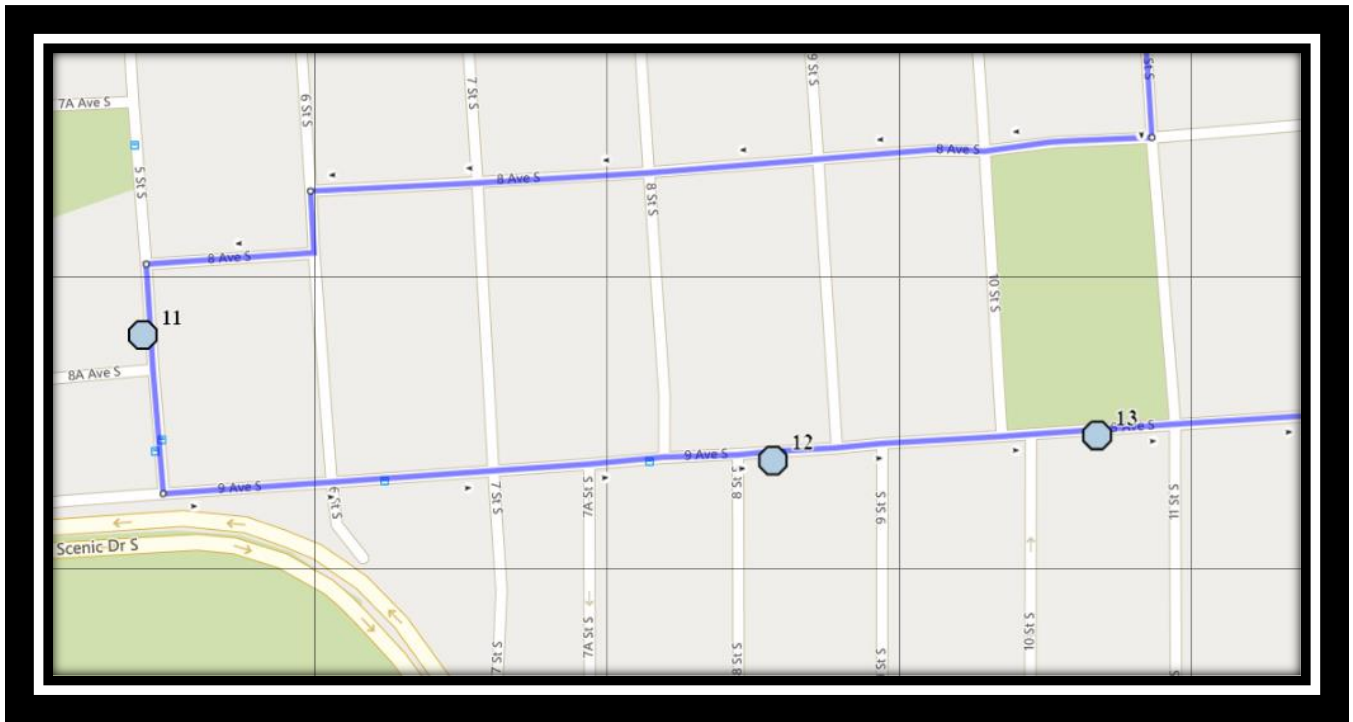 7A Ave S
6 St S
7 St S
5 St S
8 Ave S
8 Ave S
8 St S
8 Ave S
10 St S
11
8A Ave S
12
13
9 Ave S
9 Ave S
7 St S
7A St S
8 St S
9 St S
11 St S
Scenic Dr S
7A St S
7 St S
8 St S
10 St S